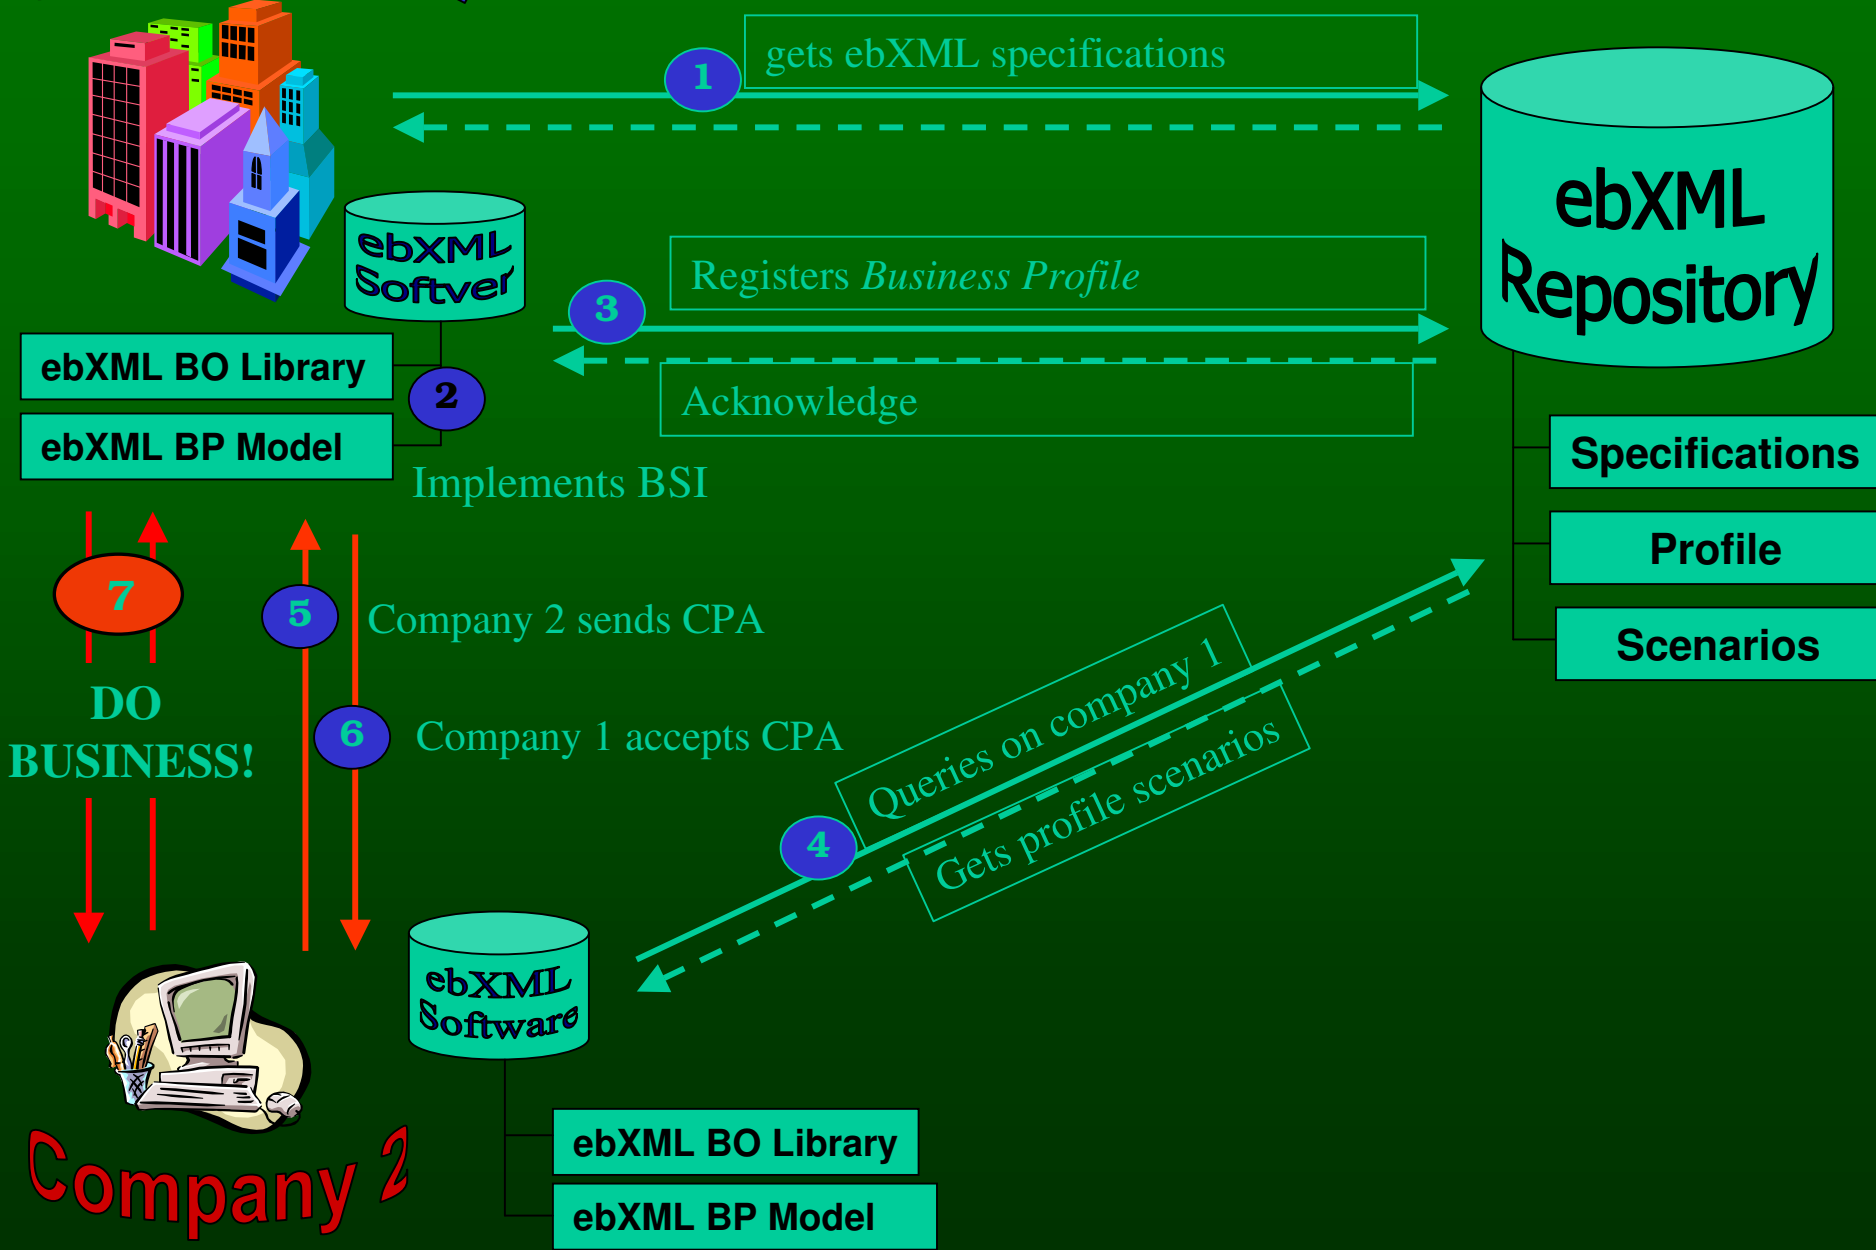 1
gets ebXML specifications
ebXML
Repository
ebXML
Softver
3
Registers Business Profile
ebXML BO Library
2
Acknowledge
ebXML BP Model
Implements BSI
Specifications
Profile
Scenarios
7
5
Company 2 sends CPA
DO
BUSINESS!
6
Company 1 accepts CPA
Queries on company 1
4
Gets profile scenarios
ebXML
Software
Company 2
ebXML BO Library
ebXML BP Model